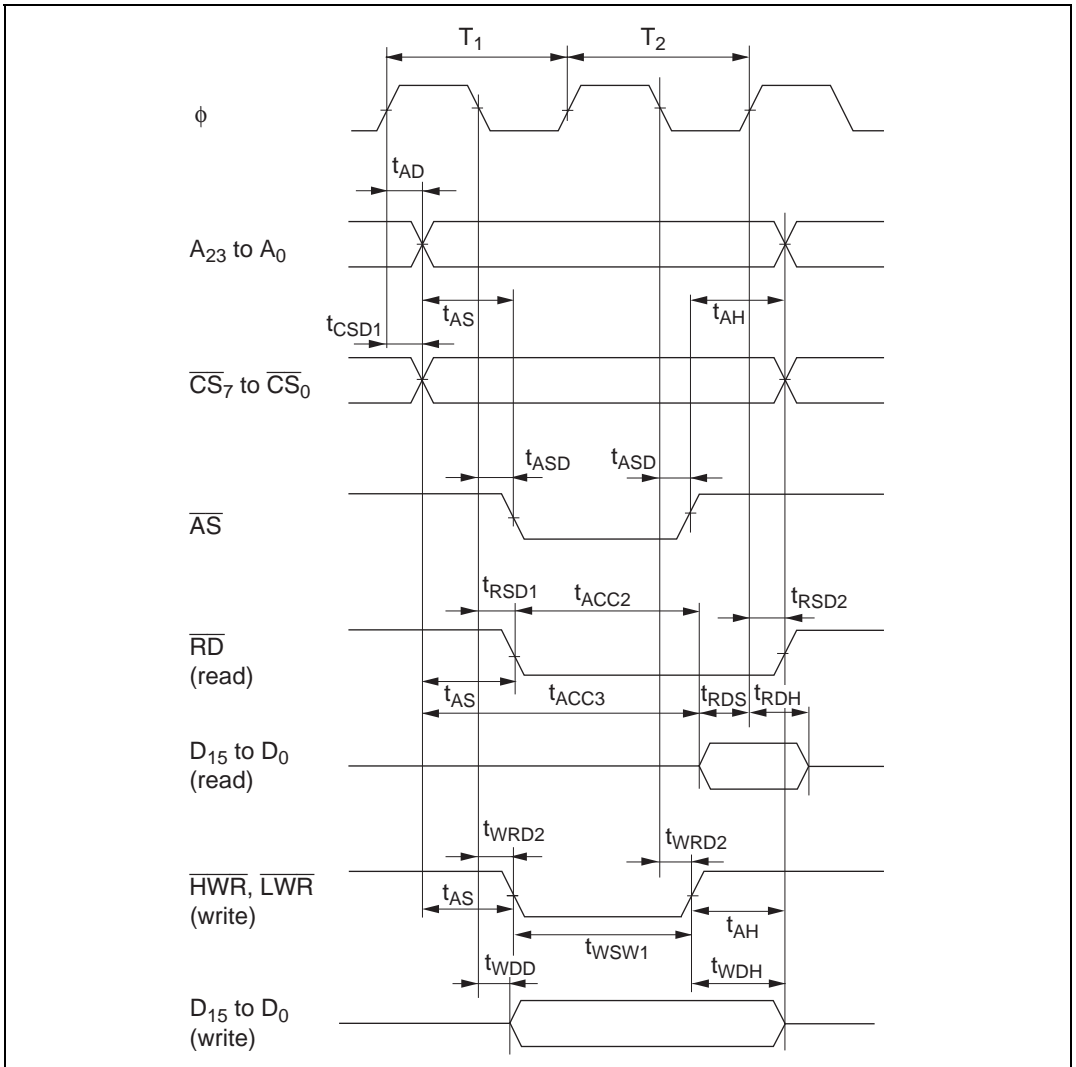 T1 T2
ϕ
tAD
A23 to A0
tAS tAH
tCSD1
CS7 to CS0
tASD tASD
AS
tRSD1 tACC2 tRSD2
RD
(read)
tAS tACC3 tRDS tRDH
D15 to D0
(read)
tWRD2 tWRD2
HWR, LWR
(write)
tAS tAH
tWSW1
tWDD tWDH
D15 to D0
(write)